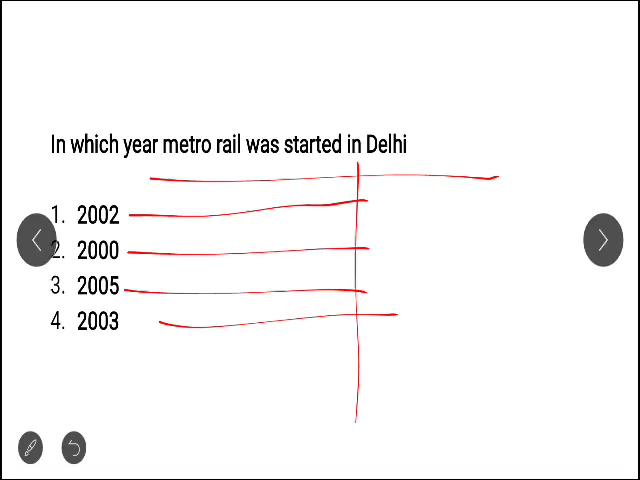 In which year metro rail was started in Delhi
1. 2002
2. 2000
3. 2005
4. 2003